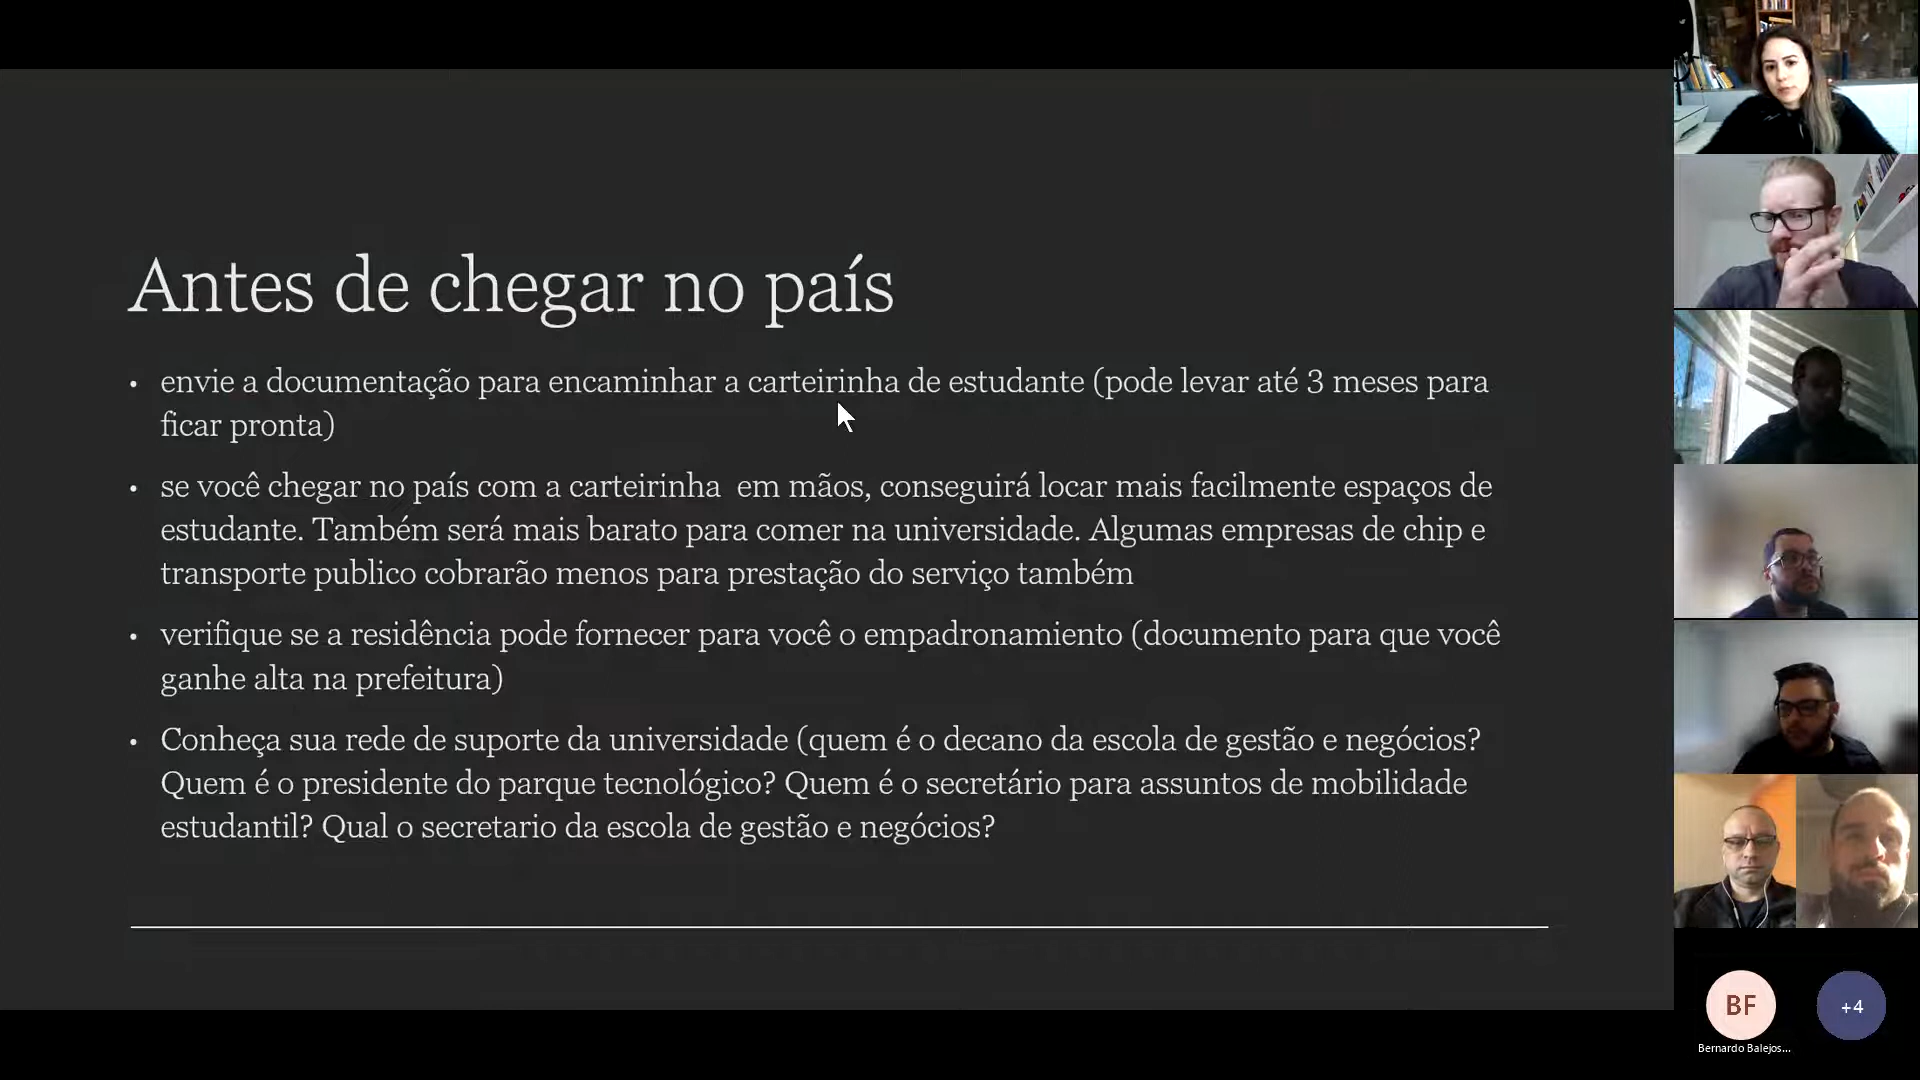 Antes de chegar no país
• envie a documentação para encaminhar a carteirinha de estudante (pode levar até 3 meses para
ficar pronta)
• se você chegar no país com a carteirinha  em mãos, conseguirá locar mais facilmente espaços de
estudante. Também será mais barato para comer na universidade. Algumas empresas de chip e
transporte publico cobrarão menos para prestação do serviço também
• verifique se a residência pode fornecer para você o empadronamiento (documento para que você
ganhe alta na prefeitura)
• Conheça sua rede de suporte da universidade (quem é o decano da escola de gestão e negócios?
Quem é o presidente do parque tecnológico? Quem é o secretário para assuntos de mobilidade
estudantil? Qual o secretario da escola de gestão e negócios?
BF
+4
Bernardo Balejos...